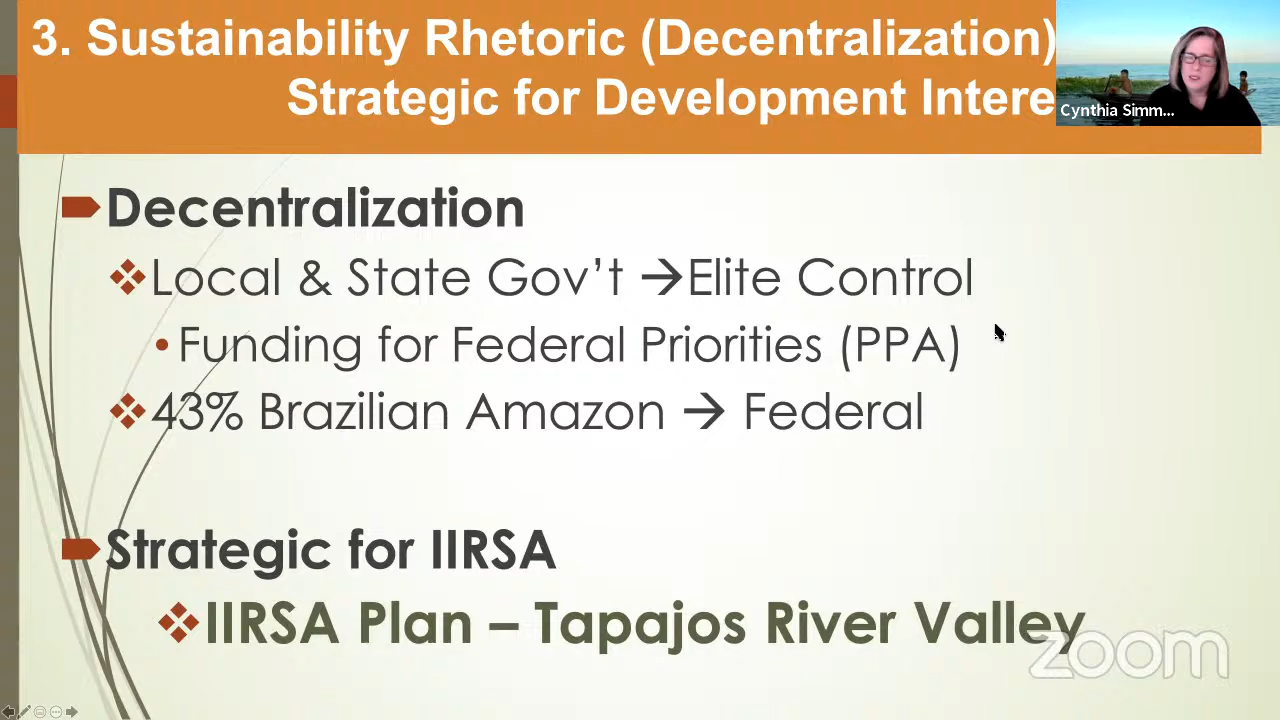 3. Sustainability Rhetoric (Decentralization)
Strategic for Development Intere
Cynthia Simm...
Decentralization
Local & State Gov’t →Elite Control
Funding for Federal Priorities (PPA)
43% Brazilian Amazon → Federal
Strategic for IIRSA
IIRSA Plan – Tapajos River Valley
zoom